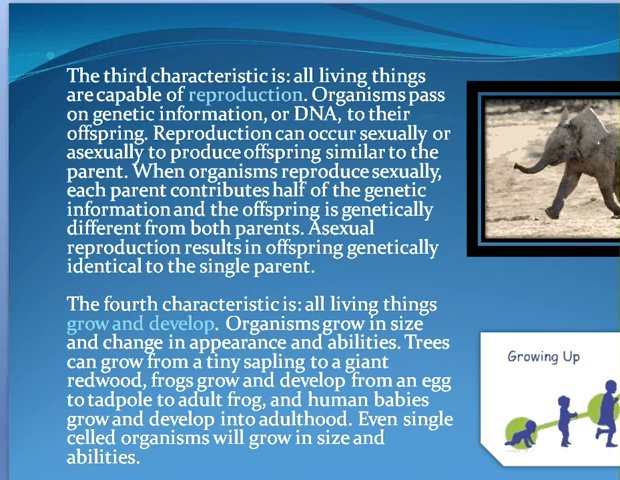 The third characteristic is: all living things
are capable of reproduction. Organisms pass
on genetic information, or DNA, to their
offspring. Reproduction can occur sexually or
asexually to produce offspring similar to the
parent. When organisms reproduce sexually,
each parent contributes half of the genetic
information and the offspring is genetically
different from both parents. Asexual
reproduction results in offspring genetically
identical to the single parent.
The fourth characteristic is: all living things
grow and develop. Organisms grow in size
and change in appearance and abilities. Trees
can grow from a tiny sapling to a giant
redwood, frogs grow and develop from an egg
to tadpole to adult frog, and human babies
grow and develop into adulthood. Even single
celled organisms will grow in size and
abilities.
Growing Up